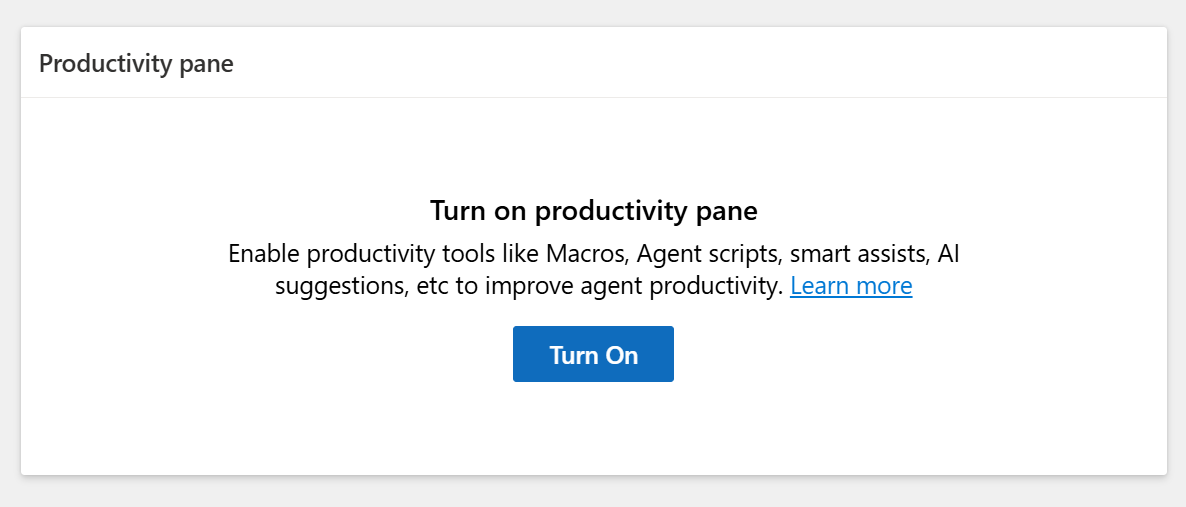 Productivity pane
Turn on productivity pane
Enable productivity tools like Macros, Agent scripts, smart assists, AI
suggestions, etc to improve agent productivity. Learn more
Turn On